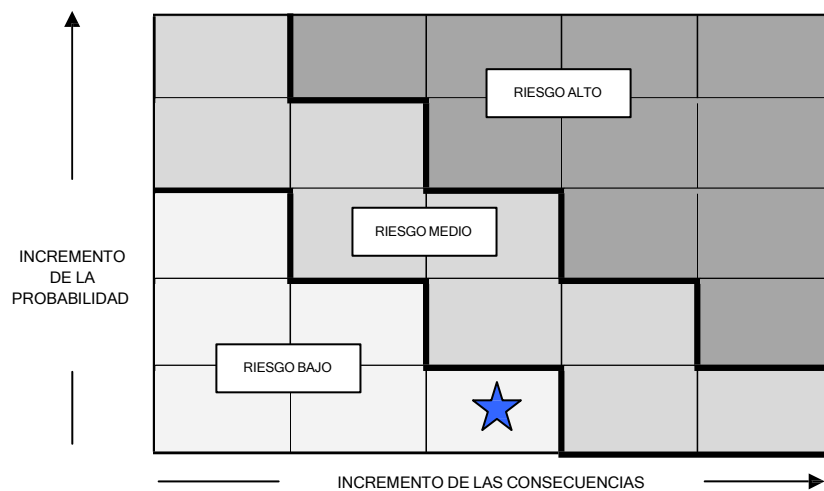 RIESGO ALTO
RIESGO MEDIO
INCREMENTO
DE LA
PROBABILIDAD
RIESGO BAJO
INCREMENTO DE LAS CONSECUENCIAS